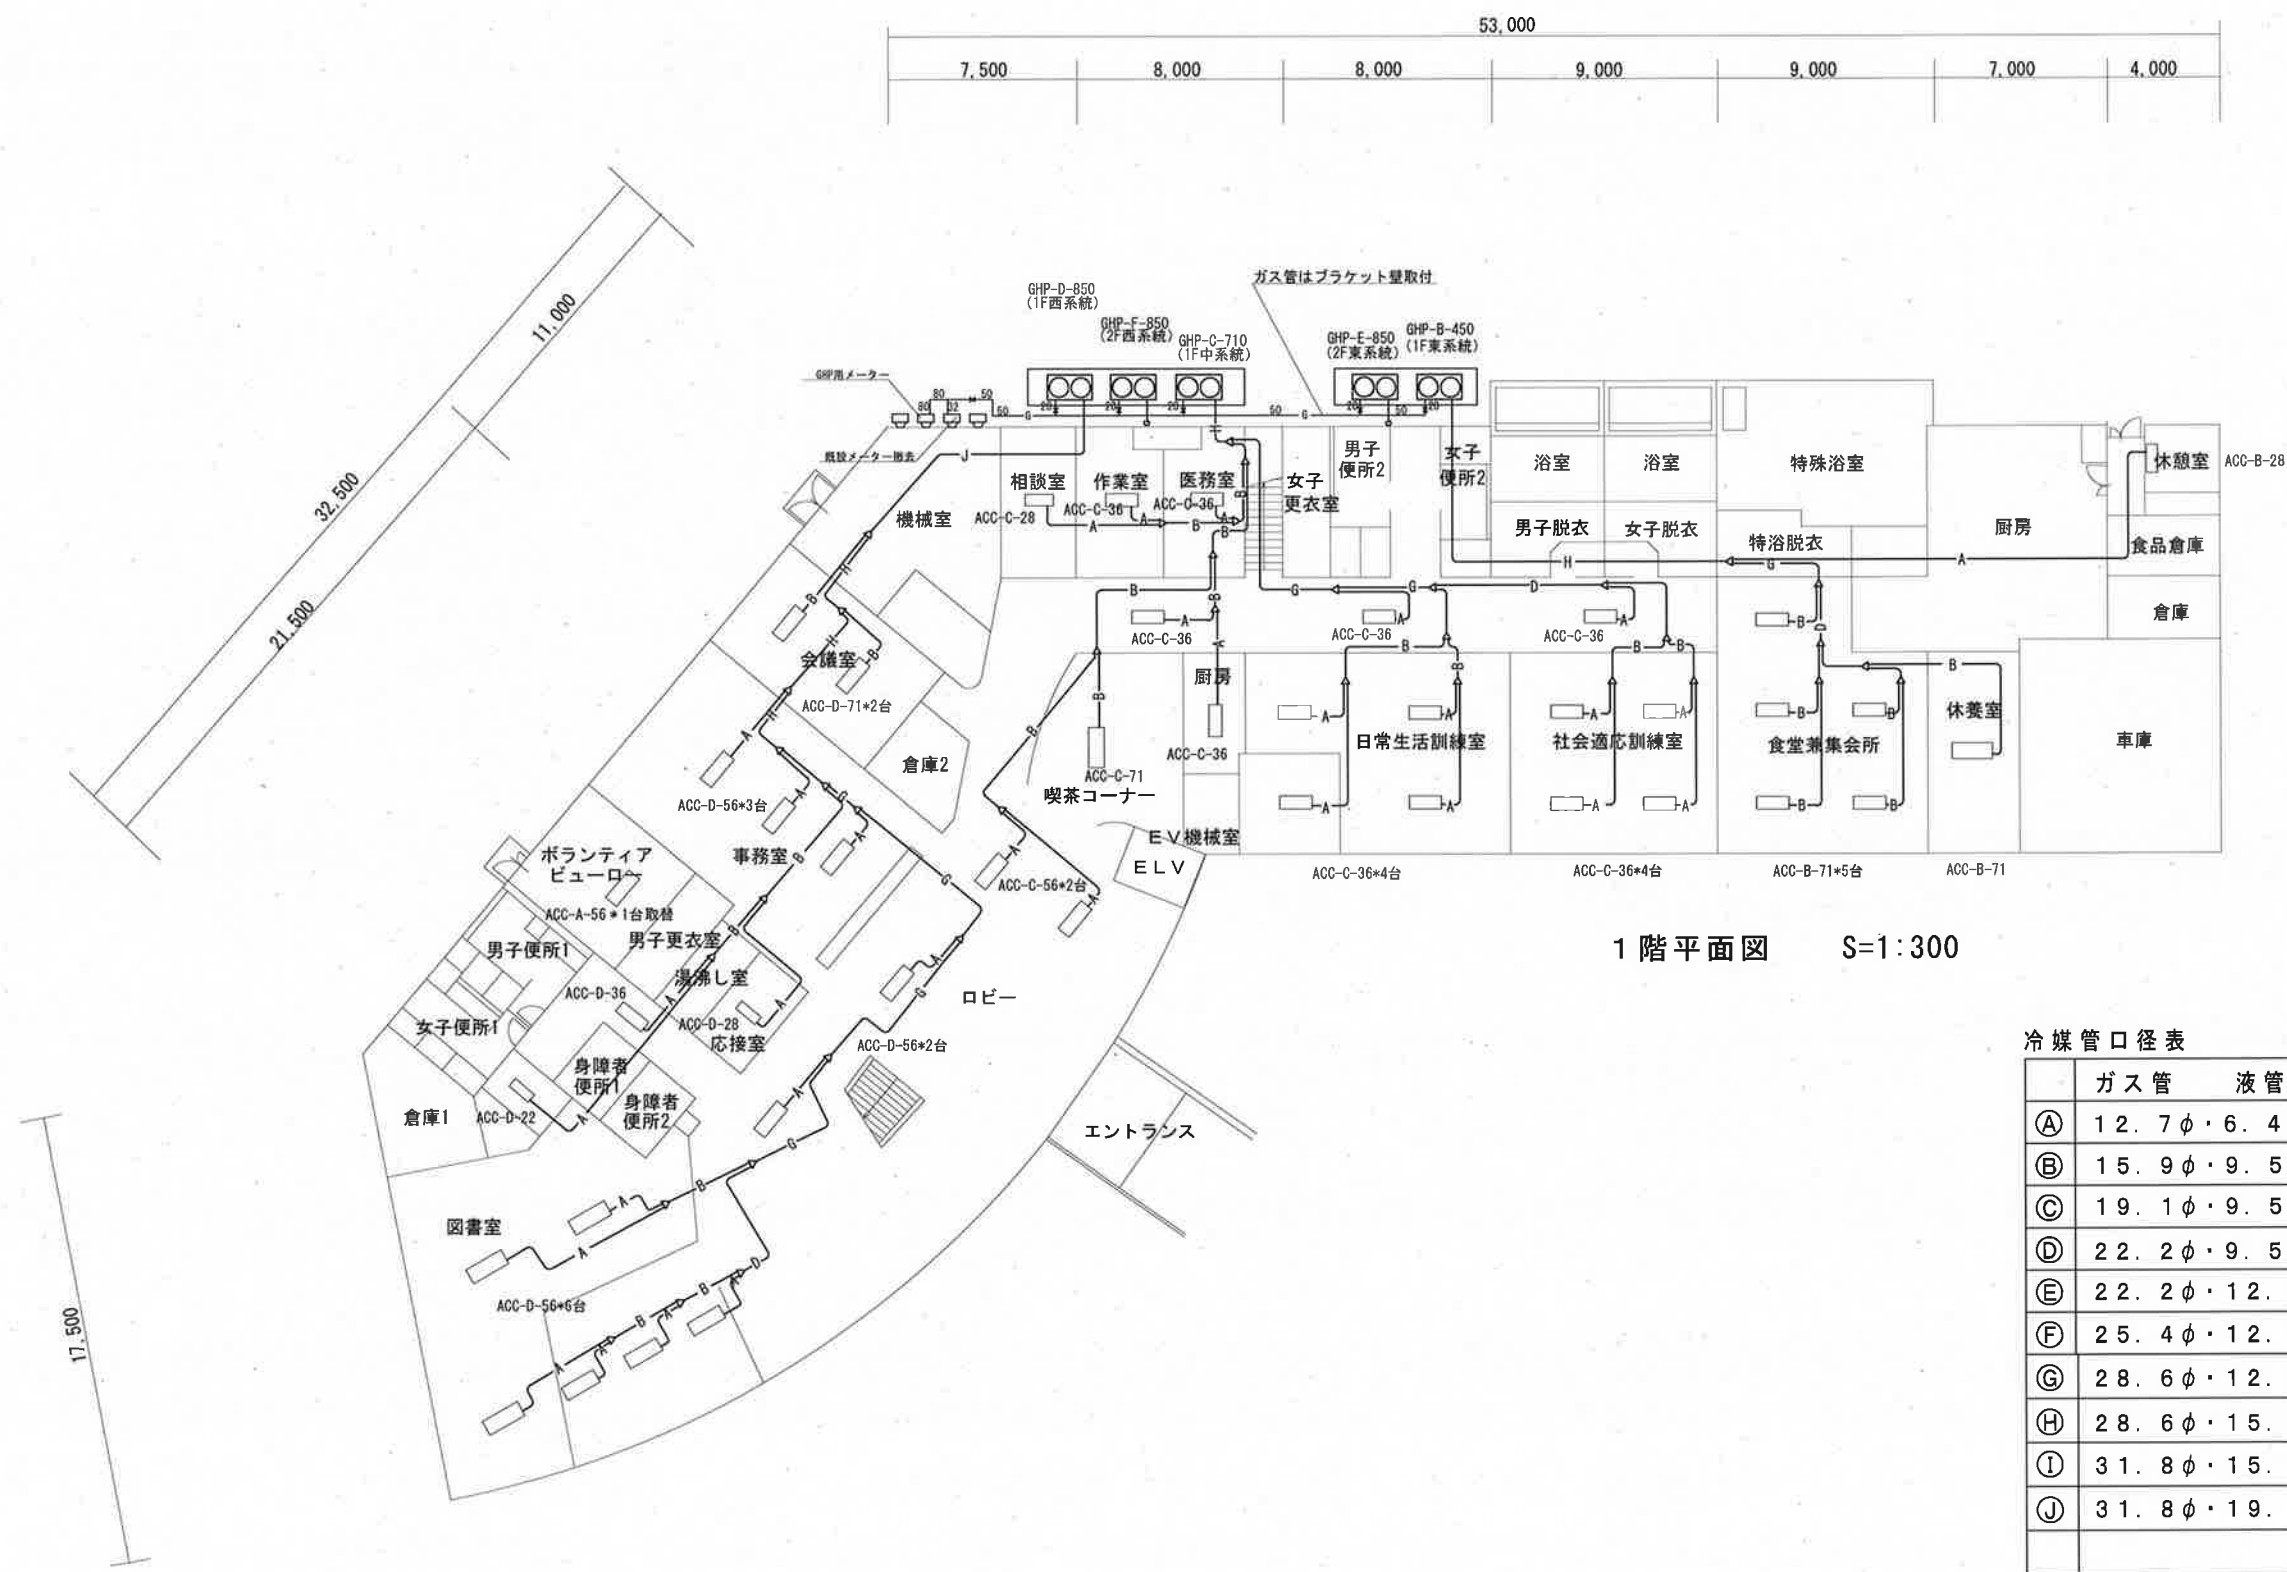 53,000
7,500
8,000
8,000
9,000
9,000
7,000
4,000
32,500
11,000
21,500
17,500
GHP-D-850
(1F西系統)
GHP-F-850
(2F西系統)
GHP-C-710
(1F中系統)
ガス管はブラケット壁取付
GHP-E-850
(2F東系統)
GHP-B-450
(1F東系統)
GHP用メーター
80
50
80
32
50
G
20
20
20
50
G
20
50
20
既設メーター撤去
J
機械室
相談室
ACC-C-28
作業室
ACC-C-36
医務室
ACC-C-36
女子
更衣室
男子
便所2
女子
便所2
浴室
浴室
特殊浴室
男子脱衣
女子脱衣
特浴脱衣
厨房
休憩室
ACC-B-28
食品倉庫
倉庫
車庫
A
A
B
A
B
B
H
G
A
B
B
A
A
G
G
D
A
A
B
ACC-C-36
ACC-C-36
ACC-C-36
厨房
ACC-C-36
ACC-C-71
喫茶コーナー
EV機械室
ELV
日常生活訓練室
社会適応訓練室
食堂兼集会所
休養室
ACC-C-36*4台
ACC-C-36*4台
ACC-B-71*5台
ACC-B-71
会議室
ACC-D-71*2台
倉庫2
ACC-D-56*3台
事務室
ACC-C-56*2台
ボランティア
ビューロー
ACC-A-56*1台取替
男子便所1
男子更衣室
湯沸し室
ACC-D-36
ACC-D-28
応接室
女子便所1
身障者
便所1
身障者
便所2
倉庫1
ACC-D-22
ロビー
ACC-D-56*2台
エントランス
図書室
ACC-D-56*6台
1階平面図 S=1:300
冷媒管口径表
ガス管 液管
Ⓐ 12.7φ・6.4
Ⓑ 15.9φ・9.5
Ⓒ 19.1φ・9.5
Ⓓ 22.2φ・9.5
Ⓔ 22.2φ・12.
Ⓕ 25.4φ・12.
Ⓖ 28.6φ・12.
Ⓗ 28.6φ・15.
Ⓘ 31.8φ・15.
Ⓙ 31.8φ・19.